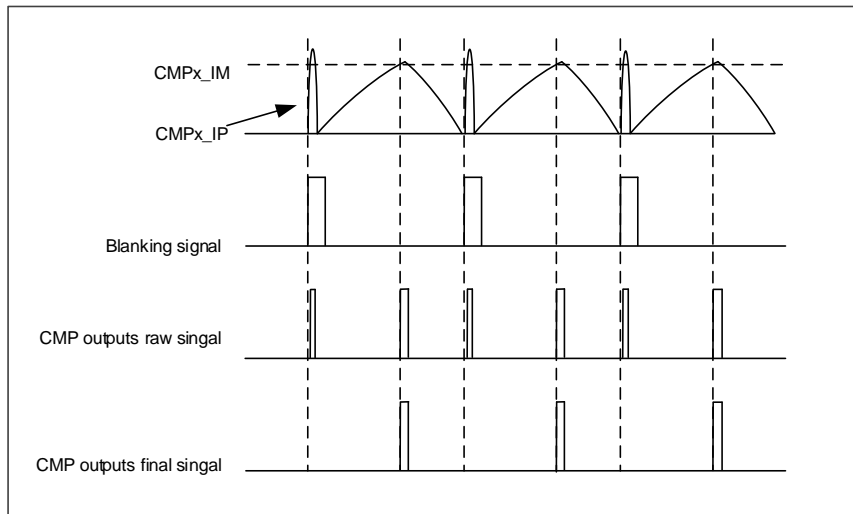 CMPx_IM
CMPx_IP
Blanking signal
CMP outputs raw singal
CMP outputs final singal